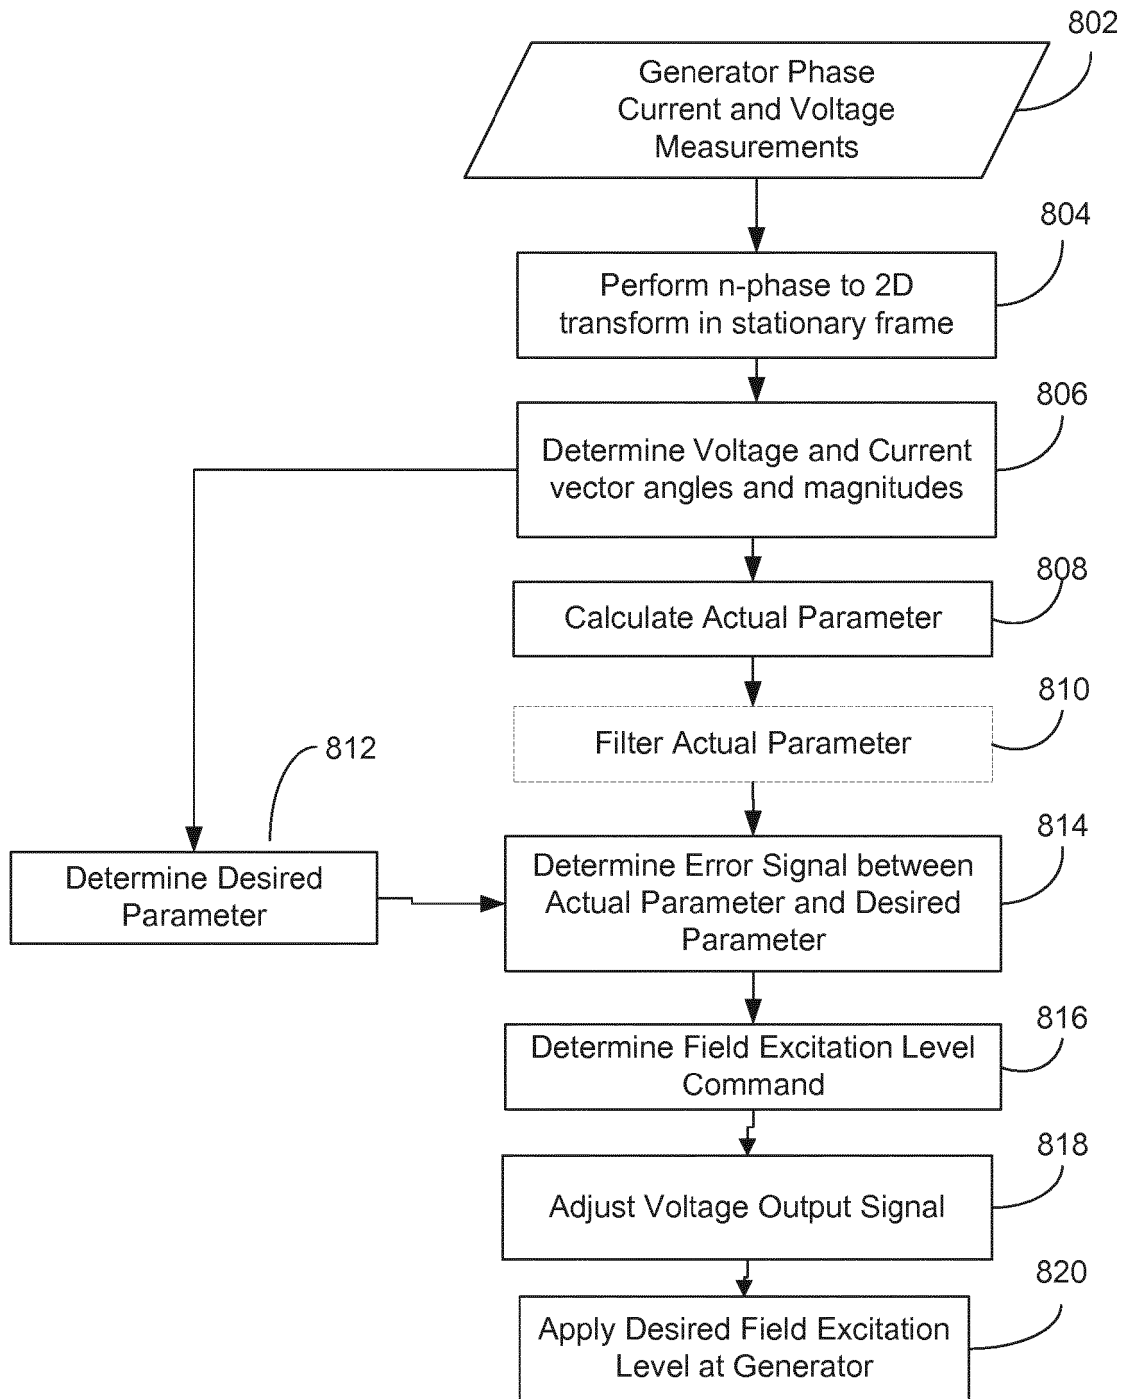 802
Generator Phase
Current and Voltage
Measurements
804
Perform n-phase to 2D
transform in stationary frame
806
Determine Voltage and Current
vector angles and magnitudes
808
Calculate Actual Parameter
810
Filter Actual Parameter
812
Determine Desired
Parameter
814
Determine Error Signal between
Actual Parameter and Desired
Parameter
816
Determine Field Excitation Level
Command
818
Adjust Voltage Output Signal
820
Apply Desired Field Excitation
Level at Generator